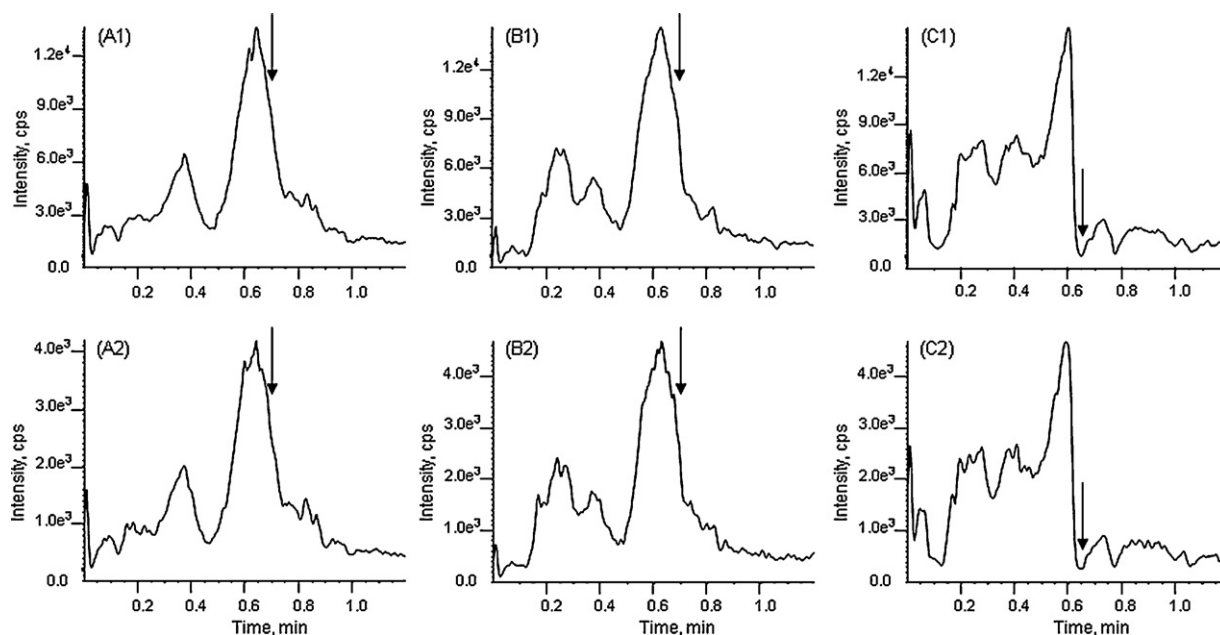 (A1)
Intensity, cps
1.2e4
9.0e3
6.0e3
3.0e3
0.0
0.2 0.4 0.6 0.8 1.0
(B1)
Intensity, cps
1.2e4
9.0e3
6.0e3
3.0e3
0.0
0.2 0.4 0.6 0.8 1.0
(C1)
Intensity, cps
1.2e4
9.0e3
6.0e3
3.0e3
0.0
0.2 0.4 0.6 0.8 1.0
(A2)
Intensity, cps
4.0e3
3.0e3
2.0e3
1.0e3
0.0
0.2 0.4 0.6 0.8 1.0
Time, min
(B2)
Intensity, cps
4.0e3
3.0e3
2.0e3
1.0e3
0.0
0.2 0.4 0.6 0.8 1.0
Time, min
(C2)
Intensity, cps
4.0e3
3.0e3
2.0e3
1.0e3
0.0
0.2 0.4 0.6 0.8 1.0
Time, min